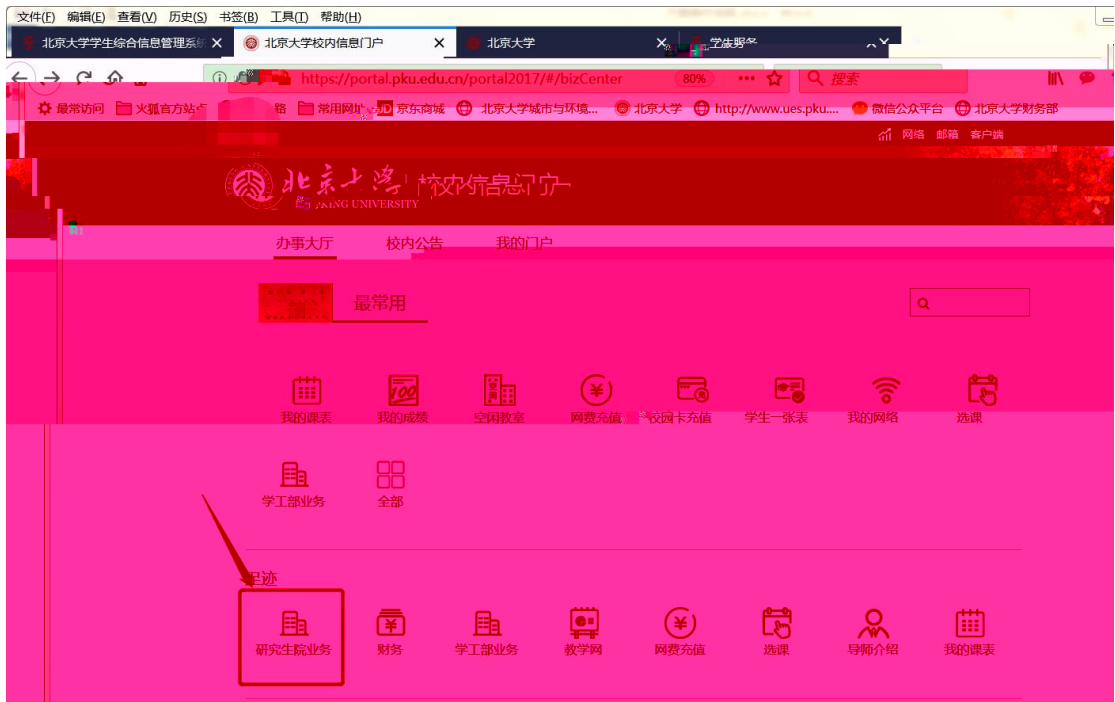 文件(F) 编辑(E) 查看(V) 历史(S) 书签(B) 工具(T) 帮助(H)
北京大学学生综合信息管理系统 北京大学校内信息门户 北京大学
https://portal.pku.edu.cn/portal2017/#/bizCenter 80% 搜索
最常访问 火狐官方站点 常用网址 JD 京东商城 北京大学城市与环境... 北京大学 http://www.ues.pku.... 微信公众平台 北京大学财务部
网络 邮箱 客户端
北京大学 校内信息门户
UNIVERSITY
办事大厅 校内公告 我的门户
最常用
我的课表 我的成绩 空闲教室 网费充值 校园卡充值 学生一张表 我的网络 选课
学工部业务 全部
足迹
研究生院业务 财务 学工部业务 教学网 网费充值 选课 导师介绍 我的课表